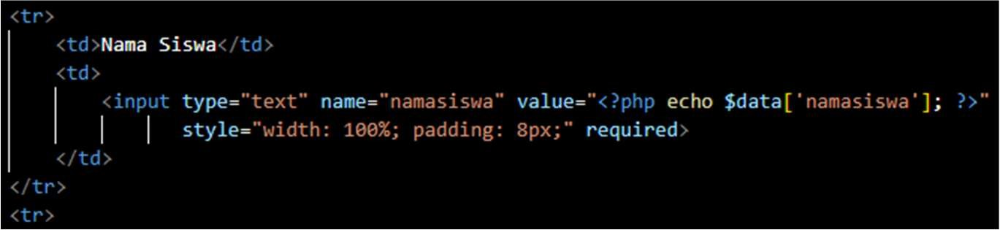 <tr>
<td>Nama Siswa</td>
<td>
<input type="text" name="namasiswa" value="<?php echo $data['namasiswa']; ?>"
style="width: 100%; padding: 8px;" required>
</td>
</tr>
<tr>